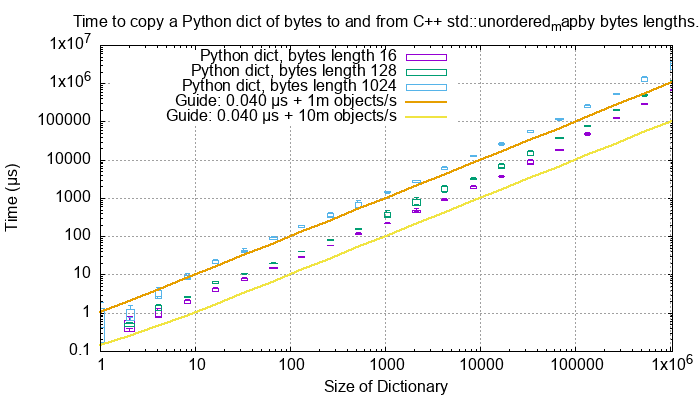 Time to copy a Python dict of bytes to and from C++ std::unordered_mapby bytes lengths.
1x10^7
1x10^6
100000
10000
1000
100
10
1
0.1
Time (µs)
Python dict, bytes length 16
Python dict, bytes length 128
Python dict, bytes length 1024
Guide: 0.040 µs + 1m objects/s
Guide: 0.040 µs + 10m objects/s
1 10 100 1000 10000 100000 1x10^6
Size of Dictionary